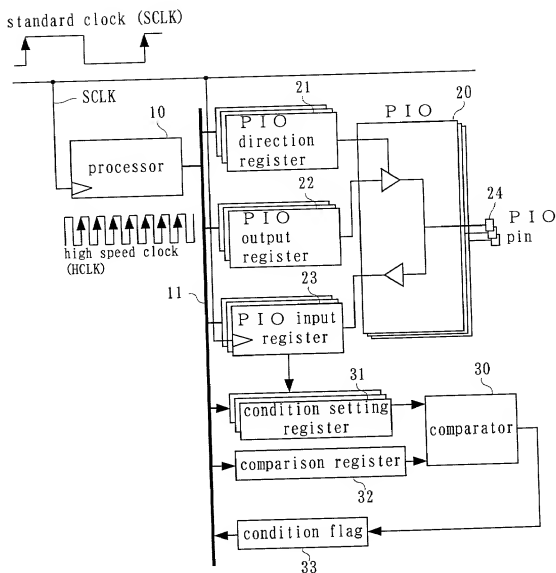 standard clock (SCLK)
SCLK
10
processor
high speed clock
(HCLK)
11
21
PIO
direction
register
22
PIO
output
register
23
PIO input
register
20
PIO
24
PIO
pin
31
condition setting
register
30
comparator
comparison register
32
condition flag
33